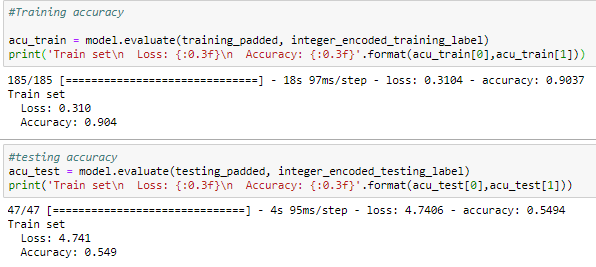 #Training accuracy
acu_train = model.evaluate(training_padded, integer_encoded_training_label)
print('Train set\n  Loss: {:0.3f}\n  Accuracy: {:0.3f}'.format(acu_train[0],acu_train[1]))
185/185 [==============================] - 18s 97ms/step - loss: 0.3104 - accuracy: 0.9037
Train set
  Loss: 0.310
  Accuracy: 0.904
#testing accuracy
acu_test = model.evaluate(testing_padded, integer_encoded_testing_label)
print('Train set\n  Loss: {:0.3f}\n  Accuracy: {:0.3f}'.format(acu_test[0],acu_test[1]))
47/47 [==============================] - 4s 95ms/step - loss: 4.7406 - accuracy: 0.5494
Train set
  Loss: 4.741
  Accuracy: 0.549